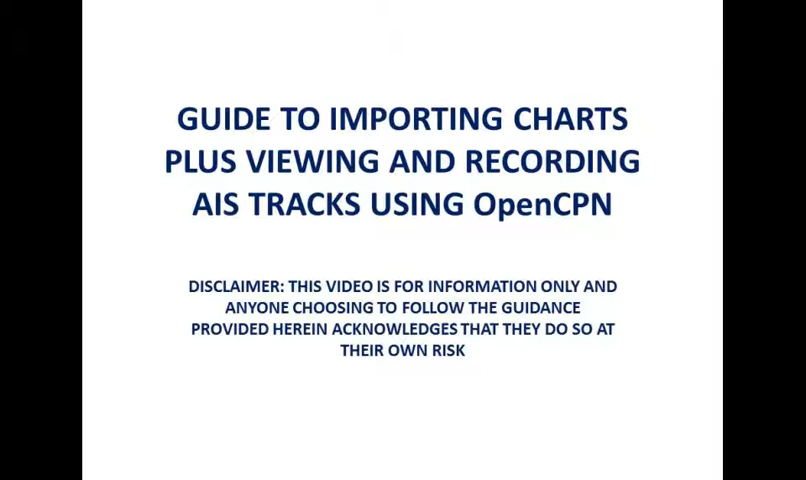 GUIDE TO IMPORTING CHARTS
PLUS VIEWING AND RECORDING
AIS TRACKS USING OpenCPN
DISCLAIMER: THIS VIDEO IS FOR INFORMATION ONLY AND
ANYONE CHOOSING TO FOLLOW THE GUIDANCE
PROVIDED HEREIN ACKNOWLEDGES THAT THEY DO SO AT
THEIR OWN RISK